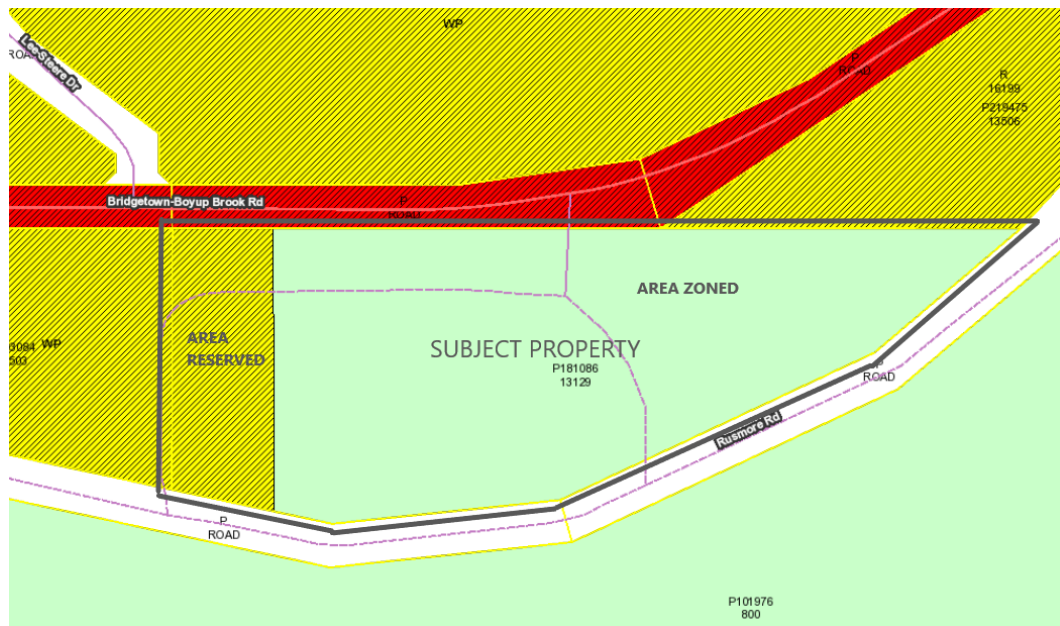 WP
Lee Steere Dr
ROAD
P
ROAD
R
16199
P219475
13506
Bridgetown-Boyup Brook Rd
P
ROAD
AREA ZONED
AREA
RESERVED
SUBJECT PROPERTY
WP
P181086
13129
P
ROAD
Rusmore Rd
P
ROAD
P101976
800